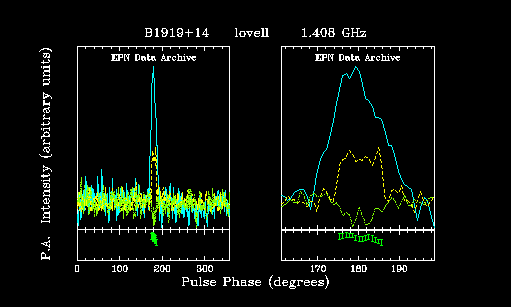 B1919+14 lovell 1.408 GHz
EPN Data Archive EPN Data Archive
P.A. Intensity (arbitrary units)
0 100 200 300 170 180 190
Pulse Phase (degrees)